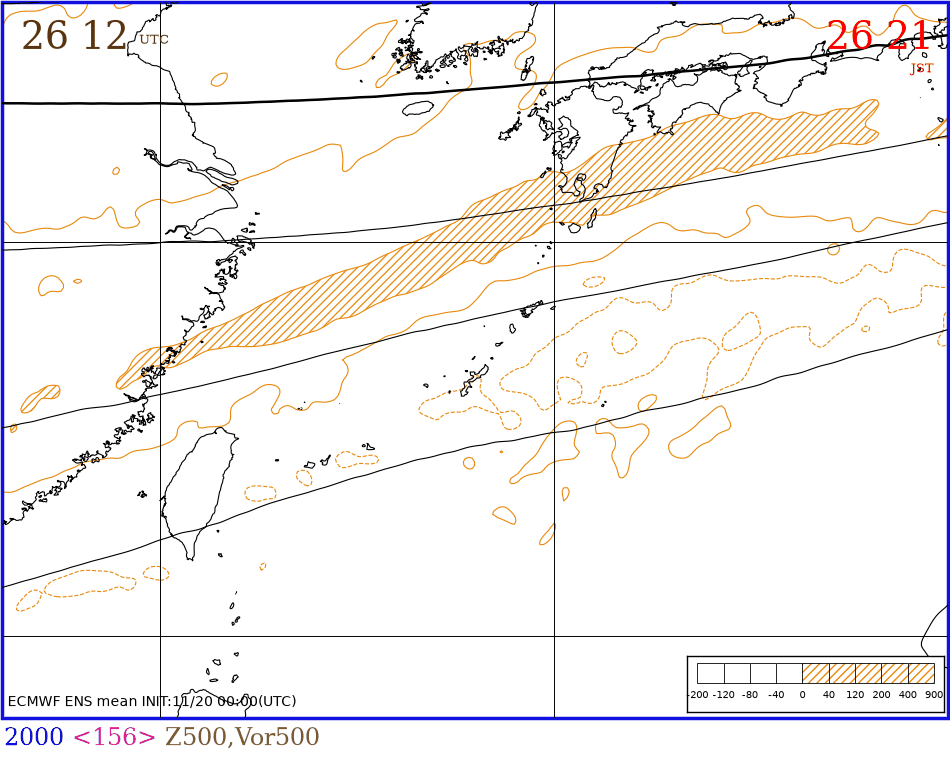 26 12 UTC
26 21
JST
-200 -120 -80 -40 0 40 120 200 400 900
ECMWF ENS mean INIT:11/20 00:00(UTC)
2000 <156> Z500,Vor500